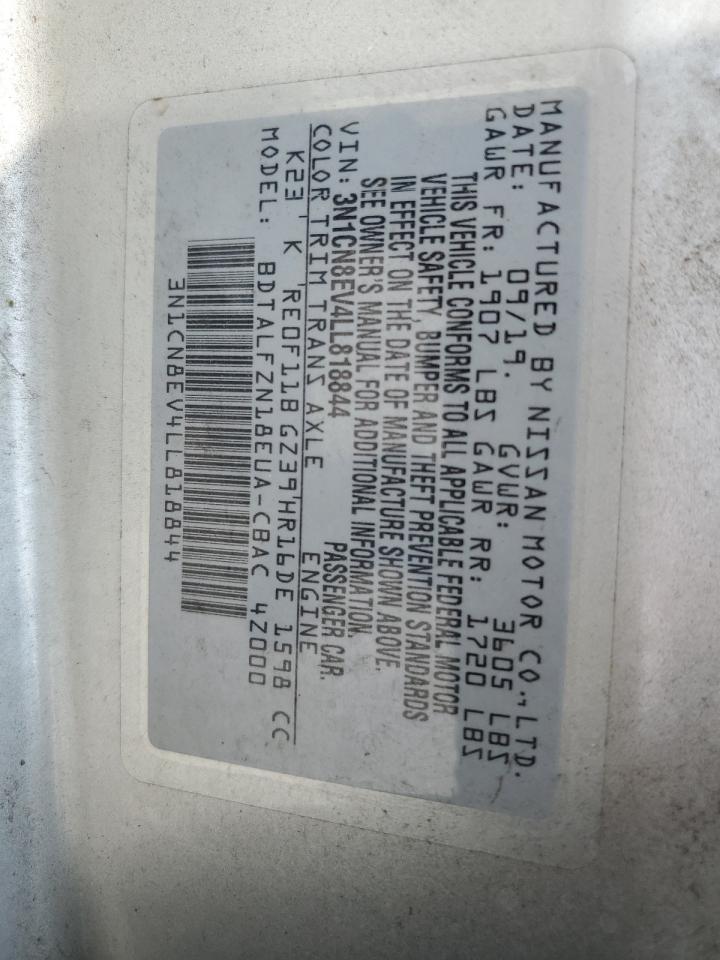 MANUFACTURED BY NISSAN MOTOR CO., LTD.
DATE: 09/19. GVWR: 3605 LBS
GAWR FR: 1907 LBS GAWR RR: 1720 LBS
THIS VEHICLE CONFORMS TO ALL APPLICABLE FEDERAL MOTOR
VEHICLE SAFETY, BUMPER AND THEFT PREVENTION STANDARDS
IN EFFECT ON THE DATE OF MANUFACTURE SHOWN ABOVE.
SEE OWNER'S MANUAL FOR ADDITIONAL INFORMATION.
VIN: 3N1CN8EV4LL818844 PASSENGER CAR.
COLOR TRIM TRANS AXLE ENGINE
K23 ' K 'RE0F11B GZ39'HR16DE 1598 CC
MODEL: BDTALFZN18EUA-CBAC 4Z000
3N1CN8EV4LL818844